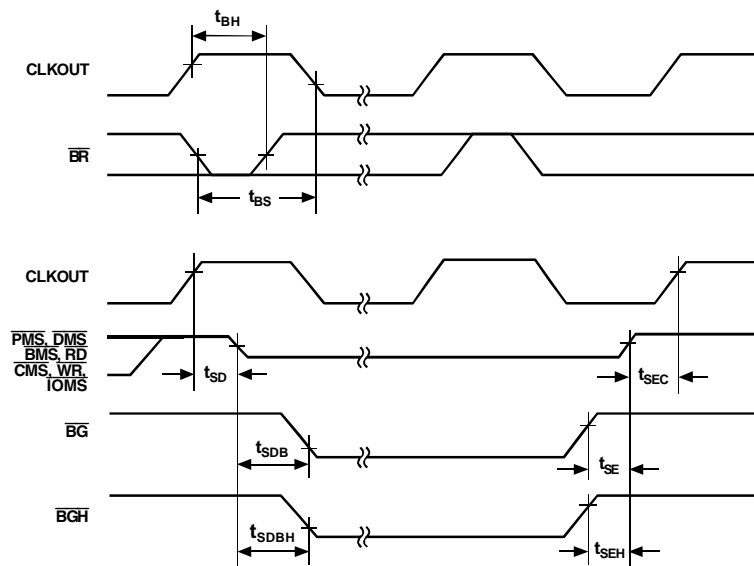 tBH
CLKOUT
BR
tBS
CLKOUT
PMS, DMS
BMS, RD
CMS, WR,
IOMS
tSD
tSEC
BG
tSDB
tSE
BGH
tSDBH
tSEH